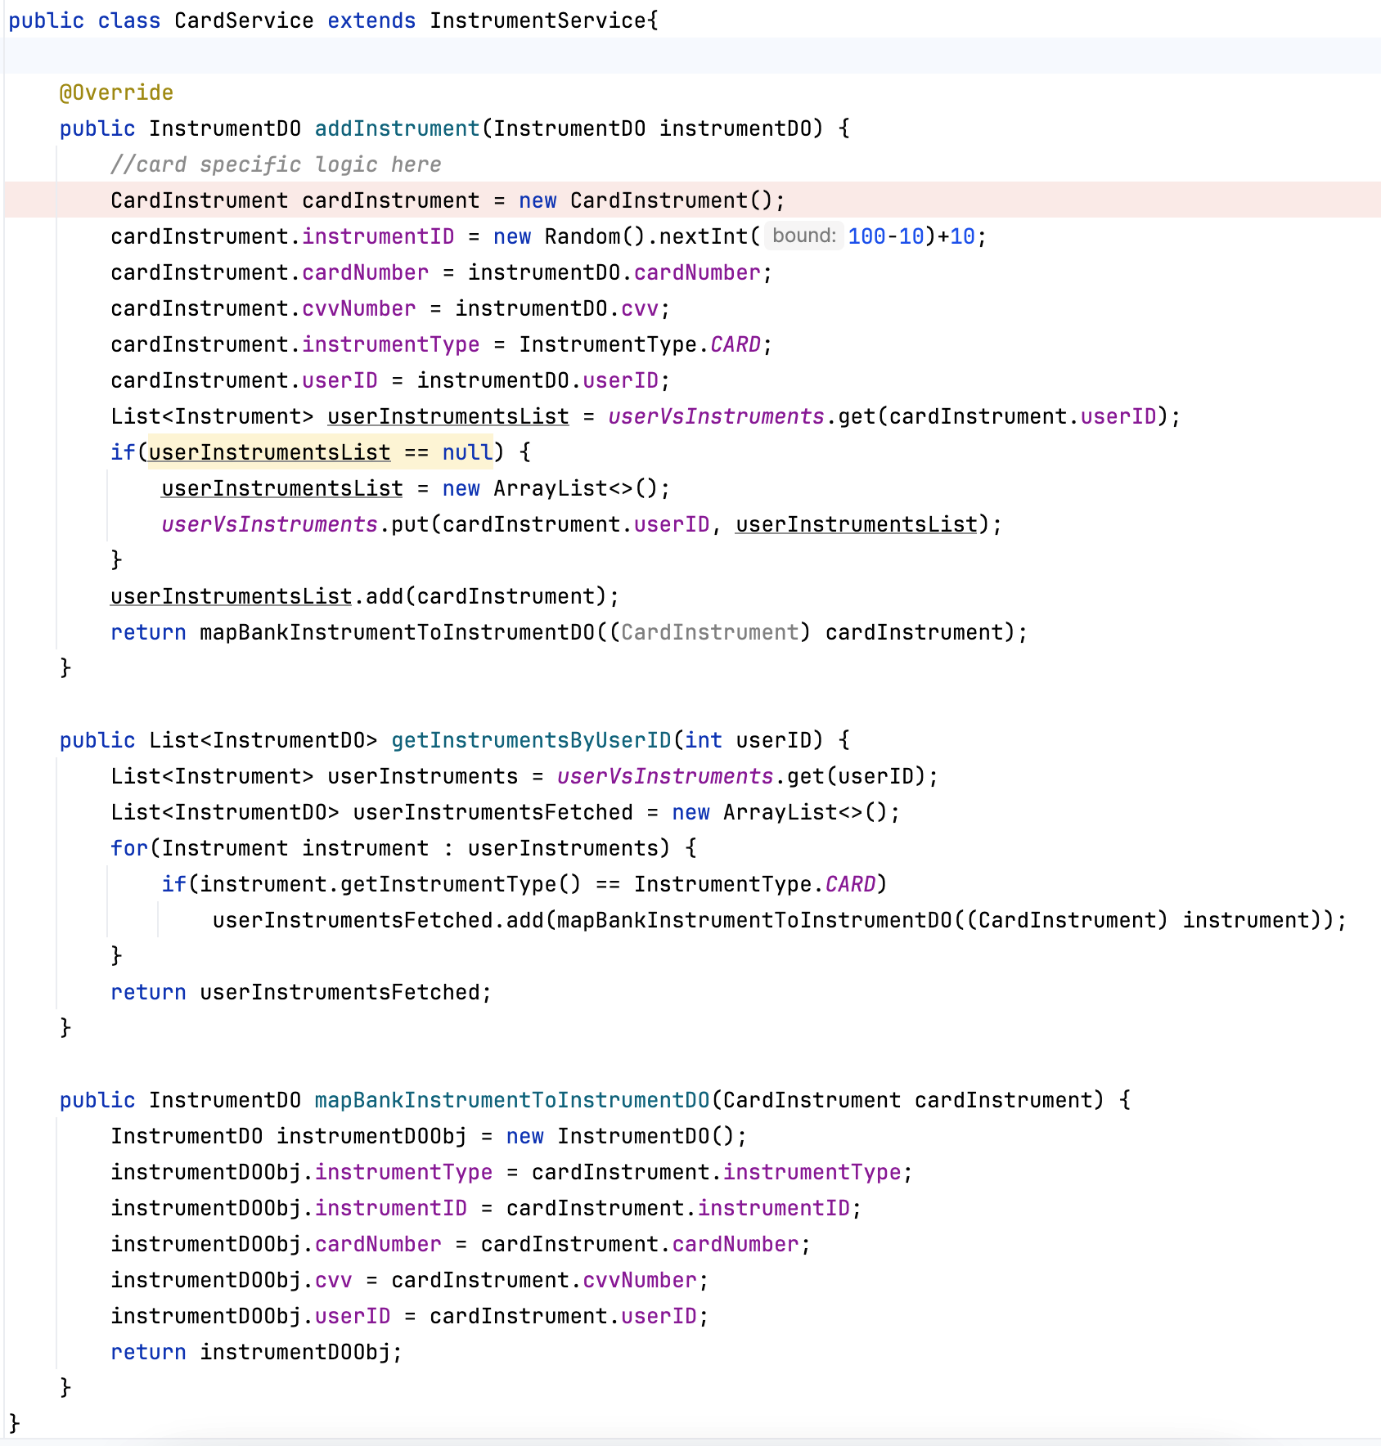 public class CardService extends InstrumentService{
@Override
public InstrumentDO addInstrument(InstrumentDO instrumentDO) {
//card specific logic here
CardInstrument cardInstrument = new CardInstrument();
cardInstrument.instrumentID = new Random().nextInt( bound: 100-10)+10;
cardInstrument.cardNumber = instrumentDO.cardNumber;
cardInstrument.cvvNumber = instrumentDO.cvv;
cardInstrument.instrumentType = InstrumentType.CARD;
cardInstrument.userID = instrumentDO.userID;
List<Instrument> userInstrumentsList = userVsInstruments.get(cardInstrument.userID);
if(userInstrumentsList == null) {
userInstrumentsList = new ArrayList<>();
userVsInstruments.put(cardInstrument.userID, userInstrumentsList);
}
userInstrumentsList.add(cardInstrument);
return mapBankInstrumentToInstrumentDO((CardInstrument) cardInstrument);
}
public List<InstrumentDO> getInstrumentsByUserID(int userID) {
List<Instrument> userInstruments = userVsInstruments.get(userID);
List<InstrumentDO> userInstrumentsFetched = new ArrayList<>();
for(Instrument instrument : userInstruments) {
if(instrument.getInstrumentType() == InstrumentType.CARD)
userInstrumentsFetched.add(mapBankInstrumentToInstrumentDO((CardInstrument) instrument));
}
return userInstrumentsFetched;
}
public InstrumentDO mapBankInstrumentToInstrumentDO(CardInstrument cardInstrument) {
InstrumentDO instrumentDOObj = new InstrumentDO();
instrumentDOObj.instrumentType = cardInstrument.instrumentType;
instrumentDOObj.instrumentID = cardInstrument.instrumentID;
instrumentDOObj.cardNumber = cardInstrument.cardNumber;
instrumentDOObj.cvv = cardInstrument.cvvNumber;
instrumentDOObj.userID = cardInstrument.userID;
return instrumentDOObj;
}
}